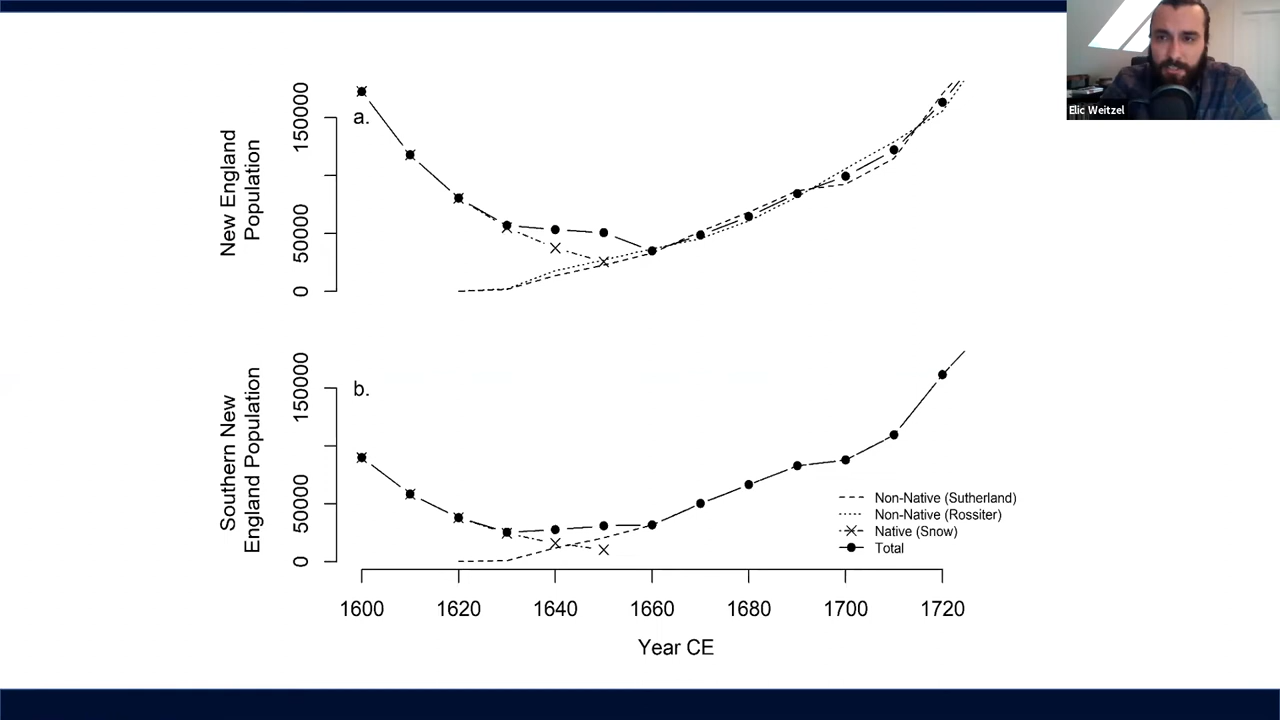 Elic Weitzel
New England
Population
0
50000
150000
a.
Southern New
England Population
0
50000
150000
b.
Non-Native (Sutherland)
Non-Native (Rossiter)
Native (Snow)
Total
1600 1620 1640 1660 1680 1700 1720
Year CE